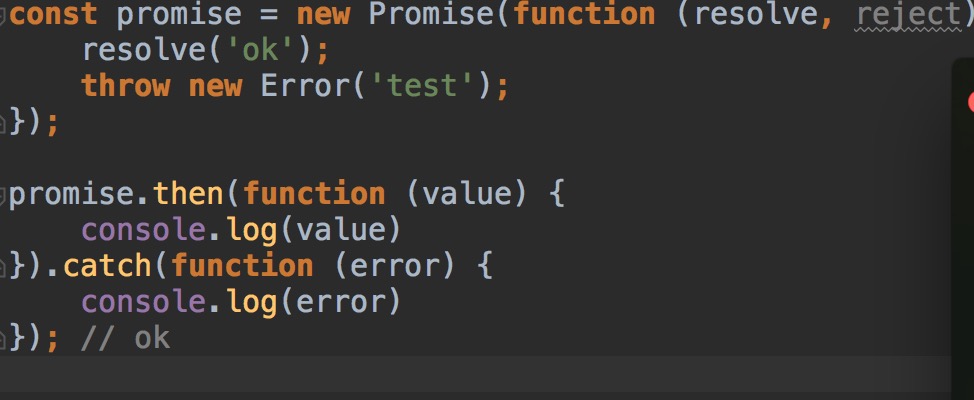 const promise = new Promise(function (resolve, reject)
    resolve('ok');
    throw new Error('test');
});
promise.then(function (value) {
    console.log(value)
}).catch(function (error) {
    console.log(error)
}); // ok